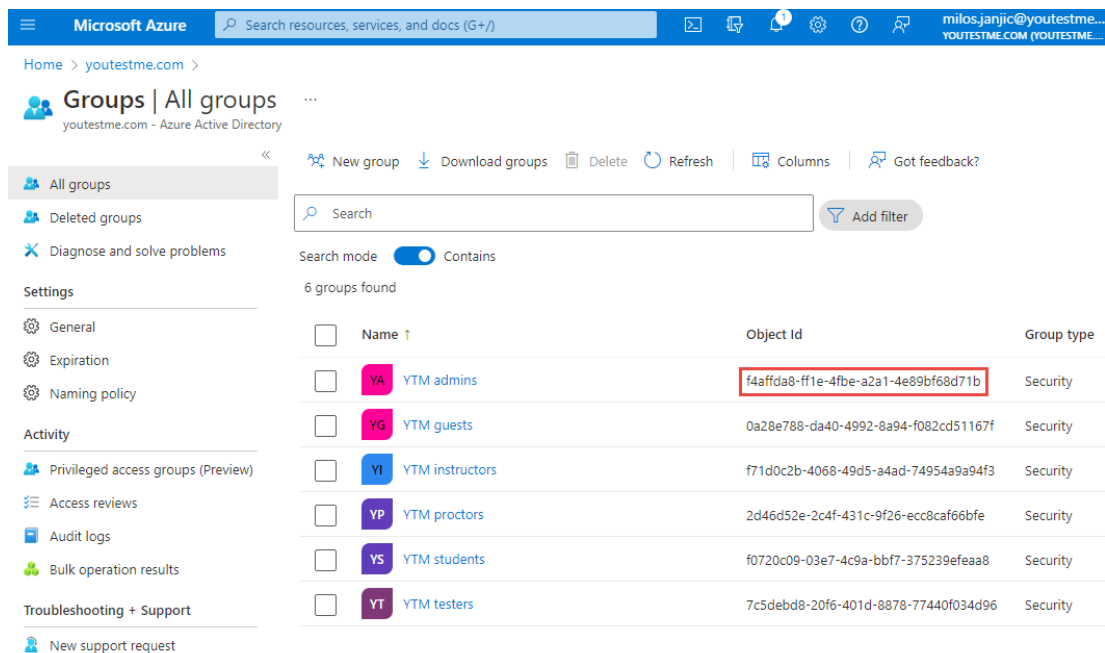 Microsoft Azure
Search resources, services, and docs (G+/)
1
milos.janjic@youtestme...
YOUTESTME.COM (YOUTESTME....
Home > youtestme.com >
Groups | All groups ...
youtestme.com - Azure Active Directory
«
New group
Download groups
Delete
Refresh
Columns
Got feedback?
All groups
Deleted groups
Diagnose and solve problems
Settings
General
Expiration
Naming policy
Activity
Privileged access groups (Preview)
Access reviews
Audit logs
Bulk operation results
Troubleshooting + Support
New support request
Search
Add filter
Search mode Contains
6 groups found
Name ↑ Object Id Group type
YA YTM admins f4affda8-ff1e-4fbe-a2a1-4e89bf68d71b Security
YG YTM guests 0a28e788-da40-4992-8a94-f082cd51167f Security
YI YTM instructors f71d0c2b-4068-49d5-a4ad-74954a9a94f3 Security
YP YTM proctors 2d46d52e-2c4f-431c-9f26-ecc8caf66bfe Security
YS YTM students f0720c09-03e7-4c9a-bbf7-375239efeaa8 Security
YT YTM testers 7c5debd8-20f6-401d-8878-77440f034d96 Security